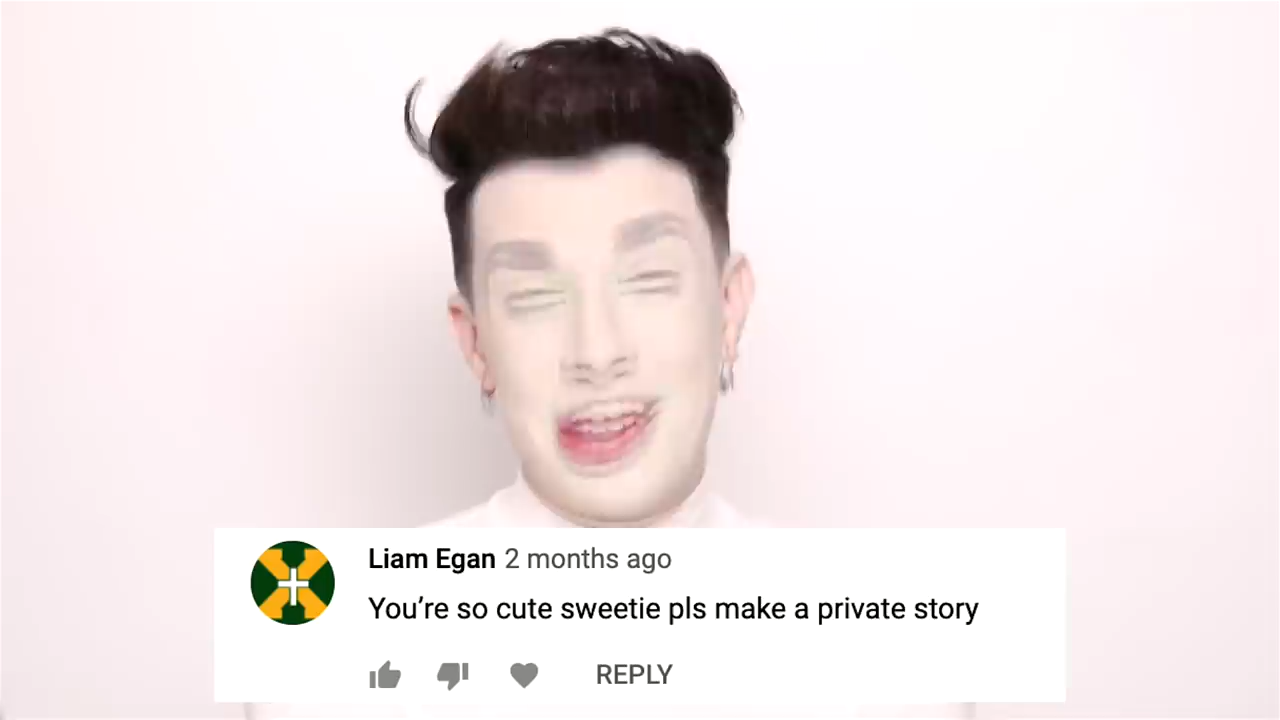 Liam Egan 2 months ago
You're so cute sweetie pls make a private story
REPLY